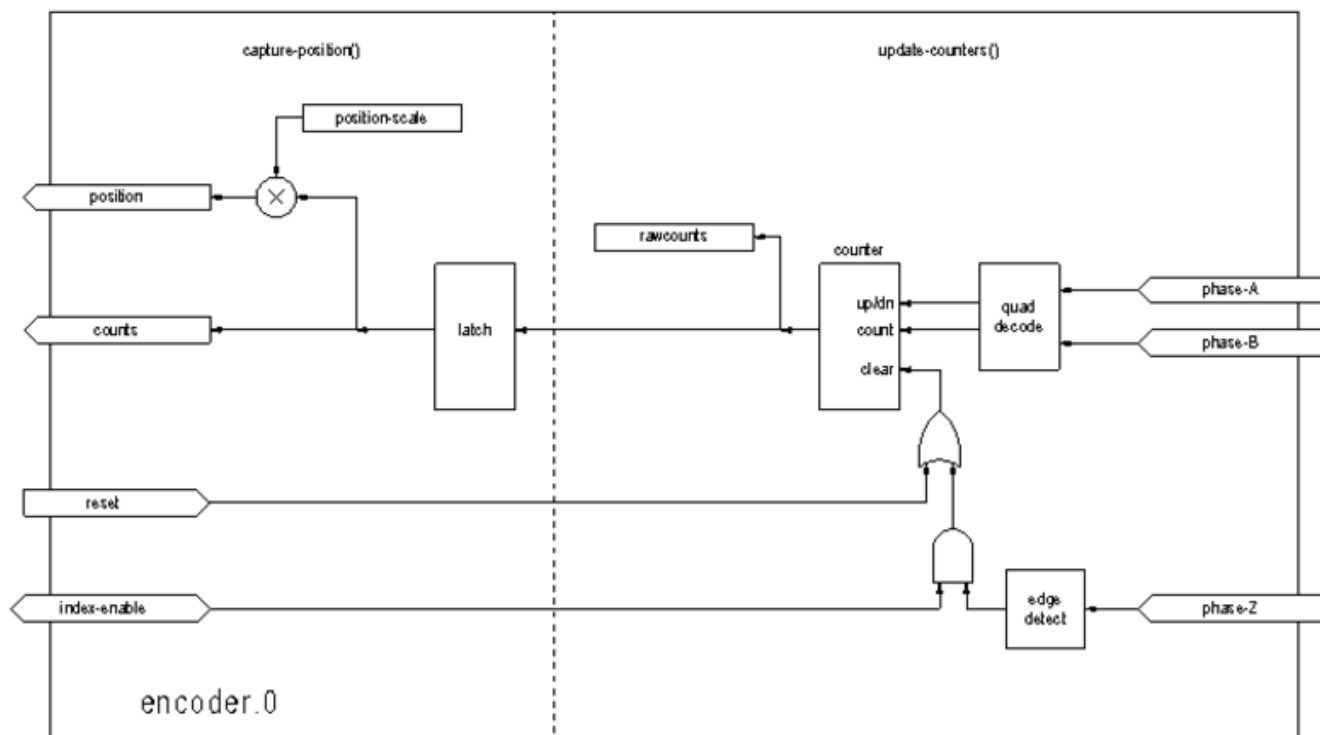 capture-position()
update-counters()
position-scale
position
rawcounts
counter
up/dn
count
clear
quad
decode
phase-A
phase-B
counts
latch
reset
index-enable
edge
detect
phase-Z
encoder.0